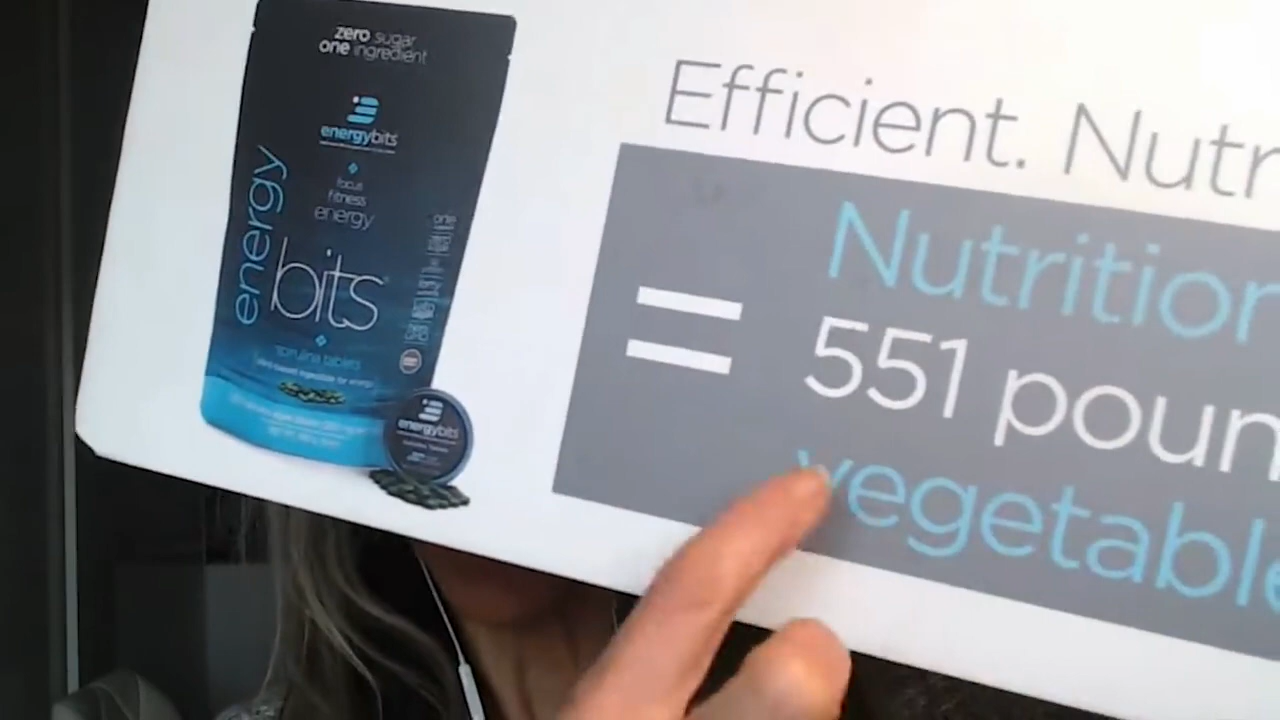 zero sugar
one ingredient
energybits
focus
fitness
energy
energy
bits
spirulina tablets
energybits
Efficient. Nutr
=
Nutrition
551 poun
vegetable